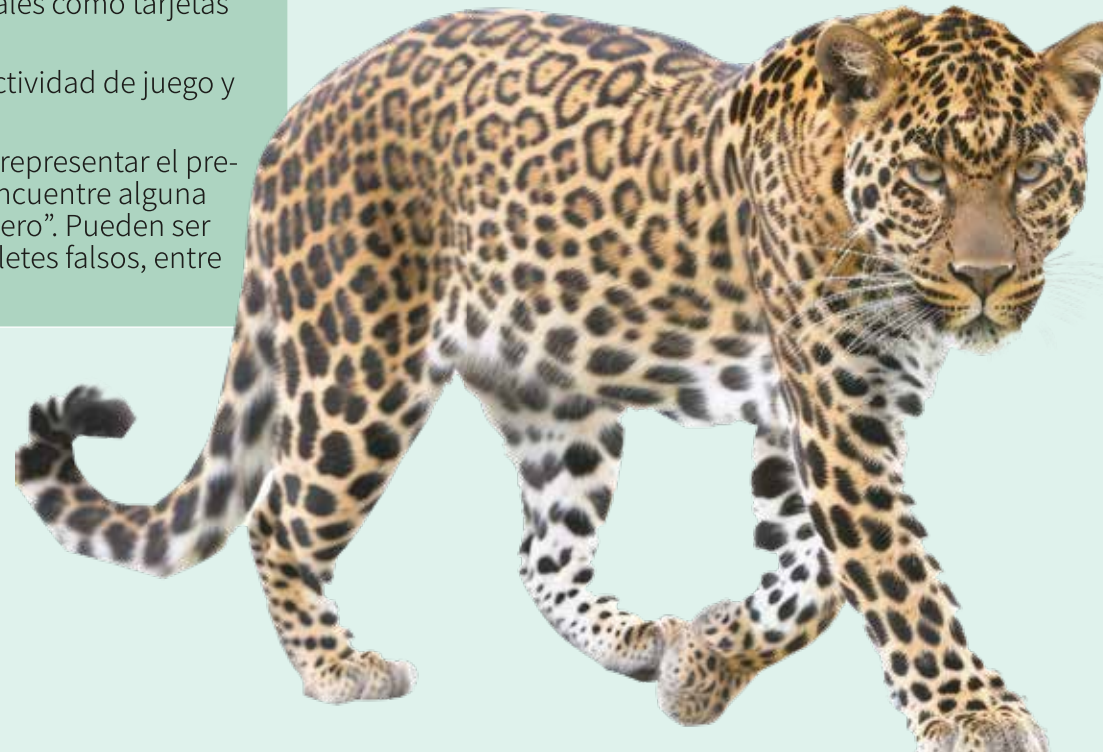 ales como tarjetas
ctividad de juego y
representar el pre-
ncuentre alguna
ero”. Pueden ser
letes falsos, entre